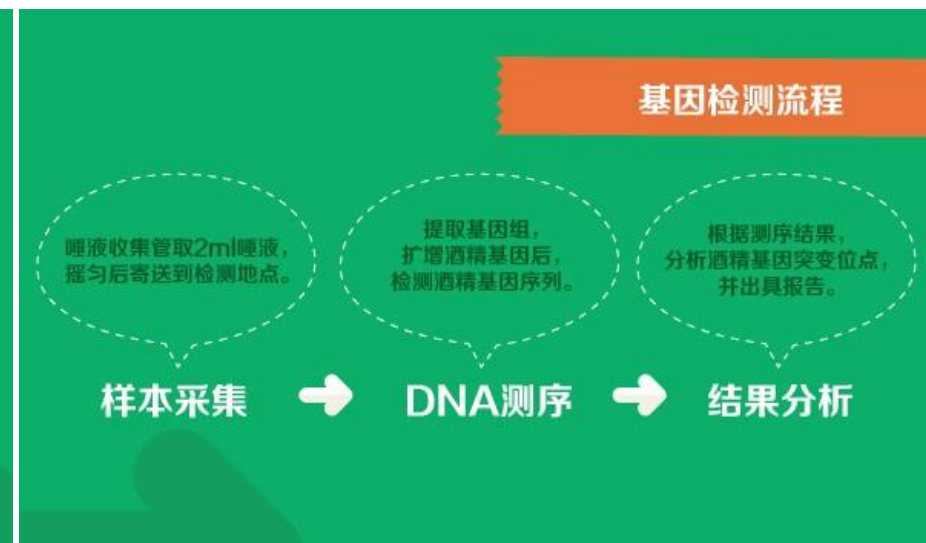 基因检测流程
唾液收集管取2ml唾液，
摇匀后寄送到检测地点。
样本采集
提取基因组，
扩增酒精基因后，
检测酒精基因序列。
DNA测序
根据测序结果，
分析酒精基因突变位点，
并出具报告。
结果分析